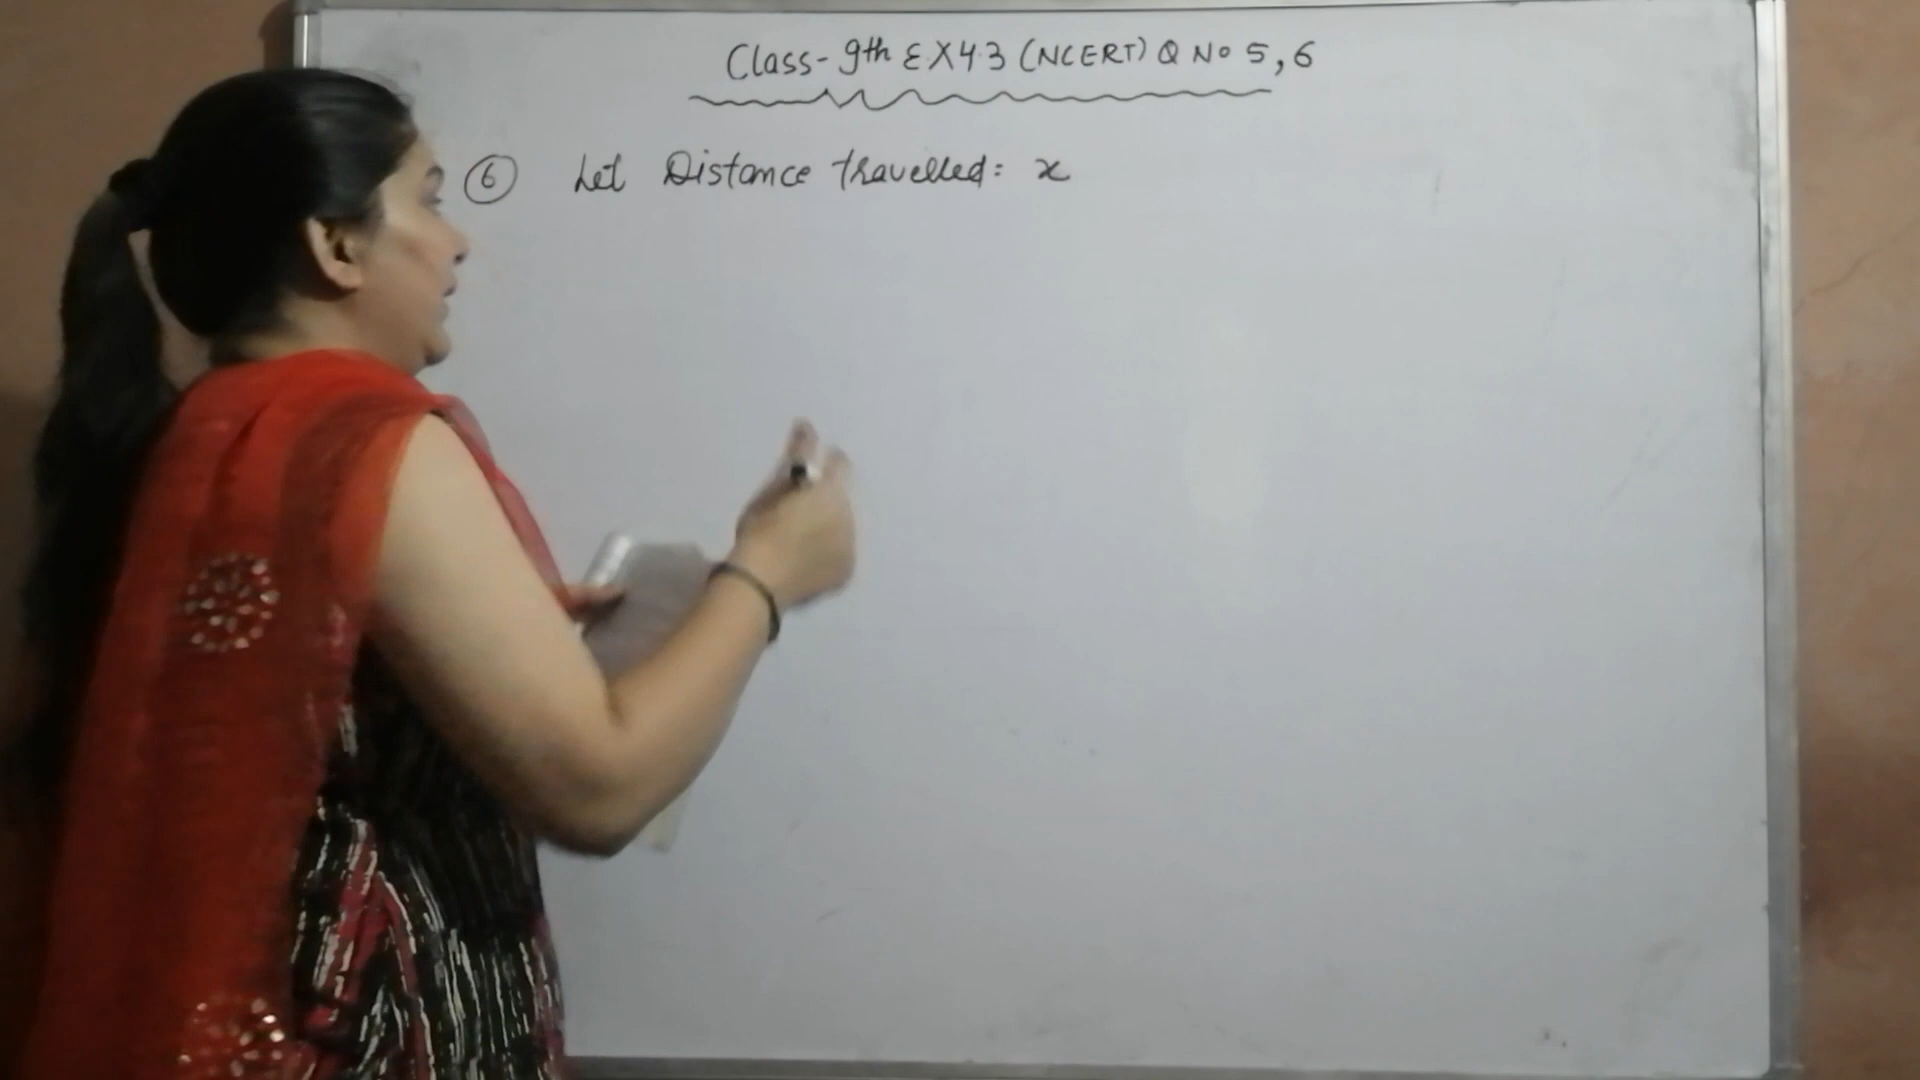 Class-9th EX4.3 (NCERT) Q No 5,6
6 Let Distance travelled= x